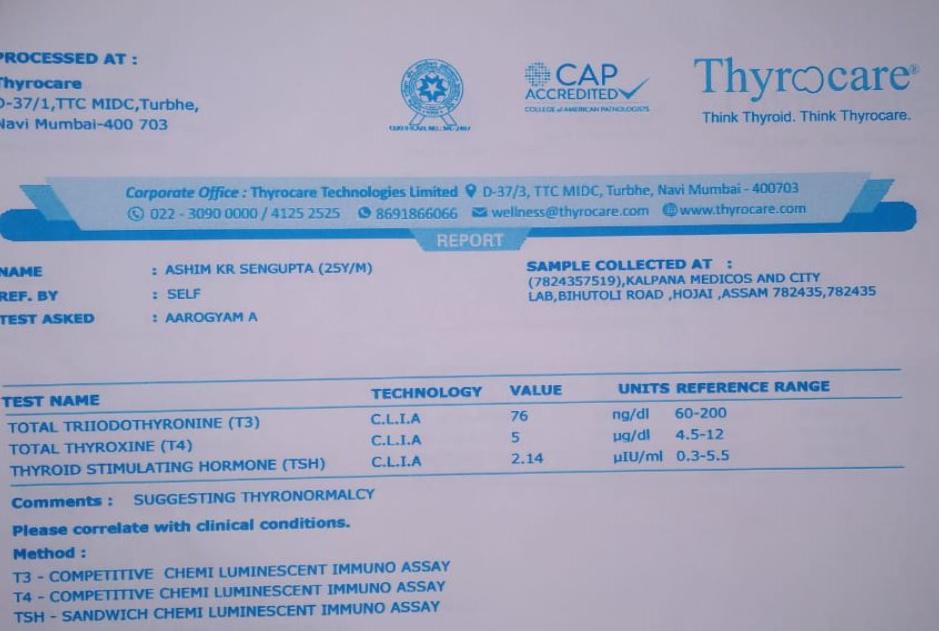 PROCESSED AT :
Thyrocare
D-37/1,TTC MIDC,Turbhe,
Navi Mumbai-400 703
CAP
ACCREDITED
COLLEGE of AMERICAN PATHOLOGISTS
Thyrocare®
Think Thyroid. Think Thyrocare.
Corporate Office : Thyrocare Technologies Limited D-37/3, TTC MIDC, Turbhe, Navi Mumbai - 400703
022 - 3090 0000 / 4125 2525 8691866066 wellness@thyrocare.com www.thyrocare.com
REPORT
NAME : ASHIM KR SENGUPTA (25Y/M)
REF. BY : SELF
TEST ASKED : AAROGYAM A
SAMPLE COLLECTED AT :
(7824357519),KALPANA MEDICOS AND CITY
LAB,BIHUTOLI ROAD ,HOJAI ,ASSAM 782435,782435
TEST NAME TECHNOLOGY VALUE UNITS REFERENCE RANGE
TOTAL TRIIODOTHYRONINE (T3) C.L.I.A 76 ng/dl 60-200
TOTAL THYROXINE (T4) C.L.I.A 5 µg/dl 4.5-12
THYROID STIMULATING HORMONE (TSH) C.L.I.A 2.14 µIU/ml 0.3-5.5
Comments : SUGGESTING THYRONORMALCY
Please correlate with clinical conditions.
Method :
T3 - COMPETITIVE CHEMI LUMINESCENT IMMUNO ASSAY
T4 - COMPETITIVE CHEMI LUMINESCENT IMMUNO ASSAY
TSH - SANDWICH CHEMI LUMINESCENT IMMUNO ASSAY